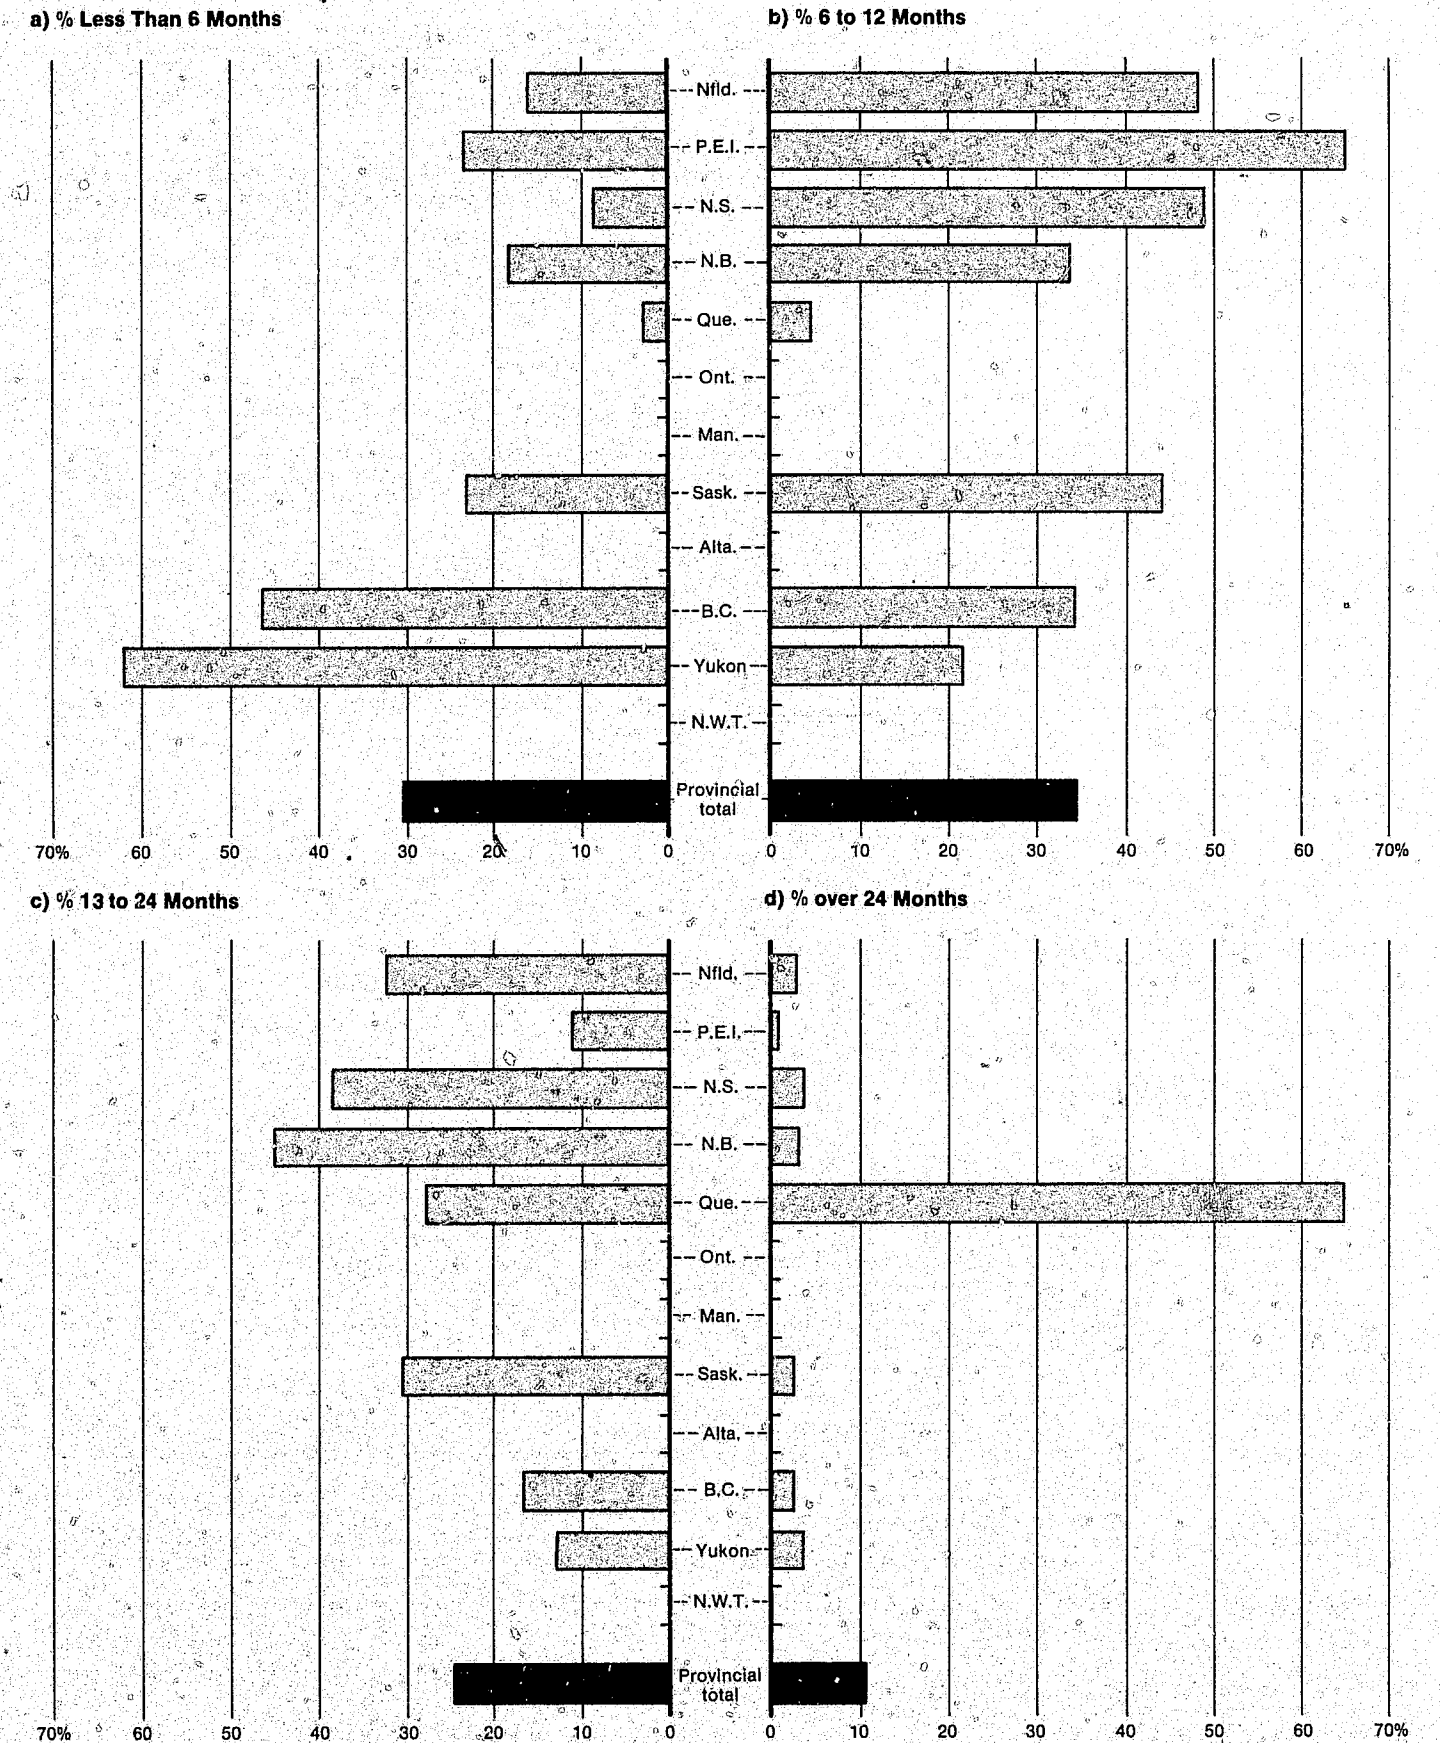 a) % Less Than 6 Months
b) % 6 to 12 Months
Nfld.
P.E.I.
N.S.
N.B.
Que.
Ont.
Man.
Sask.
Alta.
B.C.
Yukon
N.W.T.
Provincial
total
70% 60 50 40 30 20 10 0
0 10 20 30 40 50 60 70%
c) % 13 to 24 Months
d) % over 24 Months
Nfld.
P.E.I.
N.S.
N.B.
Que.
Ont.
Man.
Sask.
Alta.
B.C.
Yukon
N.W.T.
Provincial
total
70% 60 50 40 30 20 10 0
0 10 20 30 40 50 60 70%